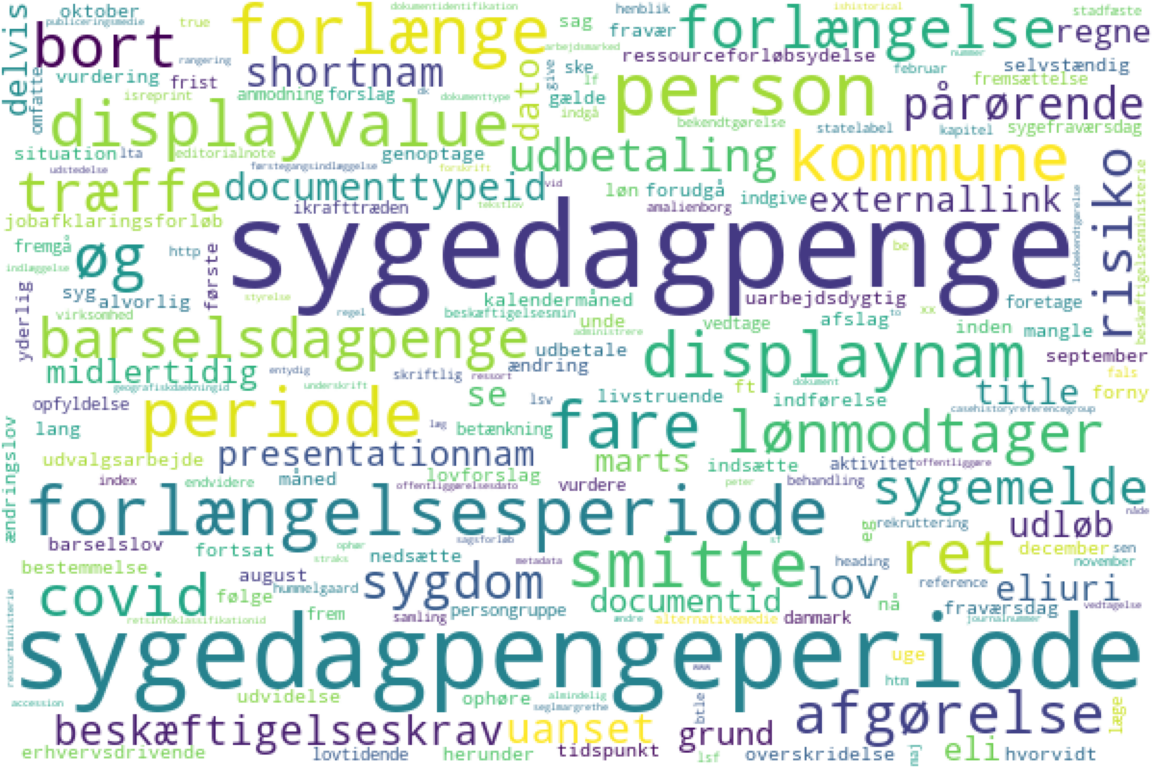 delvis
oktober
bort
forlænge
dokumentidentifikation
sag
henblik
fravær
forlængelse
ishistorical
stadfæste
regne
publiceringsmedie
true
rangering
vurdering
frist
shortnam
dato
arbejdsmarked
give
ske
ressourceforløbsydelse
nummer
februar
selvstændig
omfatte
isreprint
anmodning
forslag
dk
dokumenttype
lf
gælde
indgå
person
fremsættelse
pårørende
displayvalue
bekendtgørelse
statelabel
kapitel
sygefraværsdag
situation
lta
editorialnote
genoptage
udbetaling
kommune
udstedelse
førstegangsindlæggelse
forskrift
træffe
documenttypeid
vid
løn
forudgå
indgive
externallink
risiko
jobafklaringsforløb
ikrafttræden
tekstlov
amalienborg
lovbekendtgørelse
beskæftigelsesministerie
fremgå
øg
http
første
sygedagpenge
be
indlæggelse
syg
alvorlig
styrelse
kalendermåned
uarbejdsdygtig
foretage
yderlig
virksomhed
regel
beskæftigelsesmin
unde
vedtage
afslag
to
xx
inden
mangle
barselsdagpenge
administrere
udbetale
displaynam
september
midlertidig
entydig
skriftlig
ressort
ændring
ft
dokument
title
fals
forny
geografiskdaekningid
underskrift
se
livstruende
indførelse
opfyldelse
periode
lsv
læg
fare
lønmodtager
casehistoryreferencegroup
lang
betænkning
ændringslov
udvalgsarbejde
presentationnam
marts
indsætte
aktivitet
offentliggøre
index
endvidere
måned
lovforslag
offentliggørelsesdato
vurdere
peter
behandling
sygemelde
forlængelsesperiode
eg
rekruttering
nåde
udløb
barselslov
fortsat
ophør
sagsforløb
straks
nedsætte
smitte
sf
ret
december
sen
november
bestemmelse
august
hummelgaard
metadata
sygdom
heading
lov
reference
eliuri
covid
følge
frem
persongruppe
documentid
nå
fraværsdag
vedtagelse
ressortministerie
retsinfoklassifikationid
samling
ændre
alternativemedie
danmark
journalnummer
sygedagpengeperiode
www
uge
htm
accession
udvidelse
ophøre
almindelig
seglmargrethe
btle
afgørelse
læge
beskæftigelseskrav
uanset
grund
erhvervsdrivende
lovtidende
herunder
tidspunkt
lsf
overskridelse
maj
eli
hvorvidt